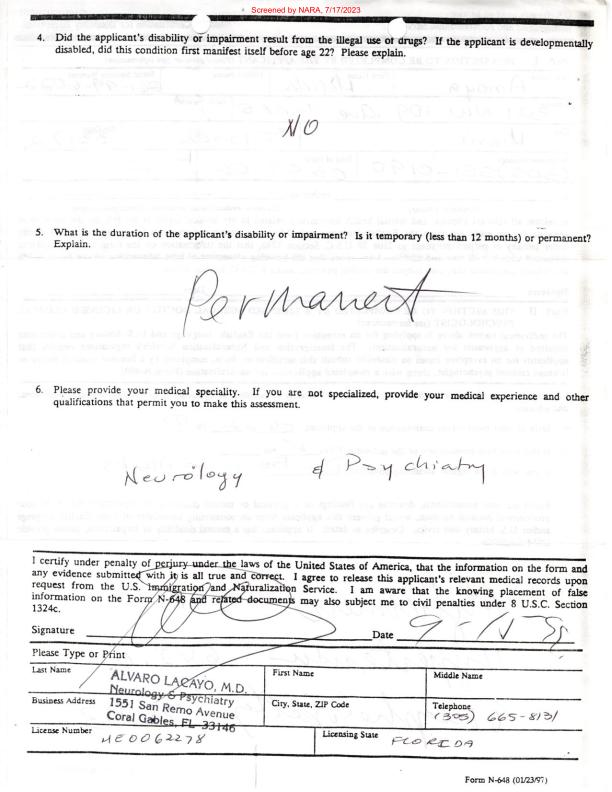 Screened by NARA, 7/17/2023
4. Did the applicant's disability or impairment result from the illegal use of drugs? If the applicant is developmentally
disabled, did this condition first manifest itself before age 22? Please explain.
NO
5. What is the duration of the applicant's disability or impairment? Is it temporary (less than 12 months) or permanent?
Explain.
Permanent
6. Please provide your medical speciality. If you are not specialized, provide your medical experience and other
qualifications that permit you to make this assessment.
Neurology & Psychiatry
I certify under penalty of perjury under the laws of the United States of America, that the information on the form and
any evidence submitted with it is all true and correct. I agree to release this applicant's relevant medical records upon
request from the U.S. Immigration and Naturalization Service. I am aware that the knowing placement of false
information on the Form N-648 and related documents may also subject me to civil penalties under 8 U.S.C. Section
1324c.
Signature Date
Please Type or Print
Last Name First Name Middle Name
ALVARO LACAYO, M.D.
Neurology & Psychiatry
1551 San Remo Avenue
Coral Gables, FL 33146
Business Address City, State, ZIP Code Telephone
(305) 665-8131
License Number ME0062278 Licensing State FLORIDA
Form N-648 (01/23/97)